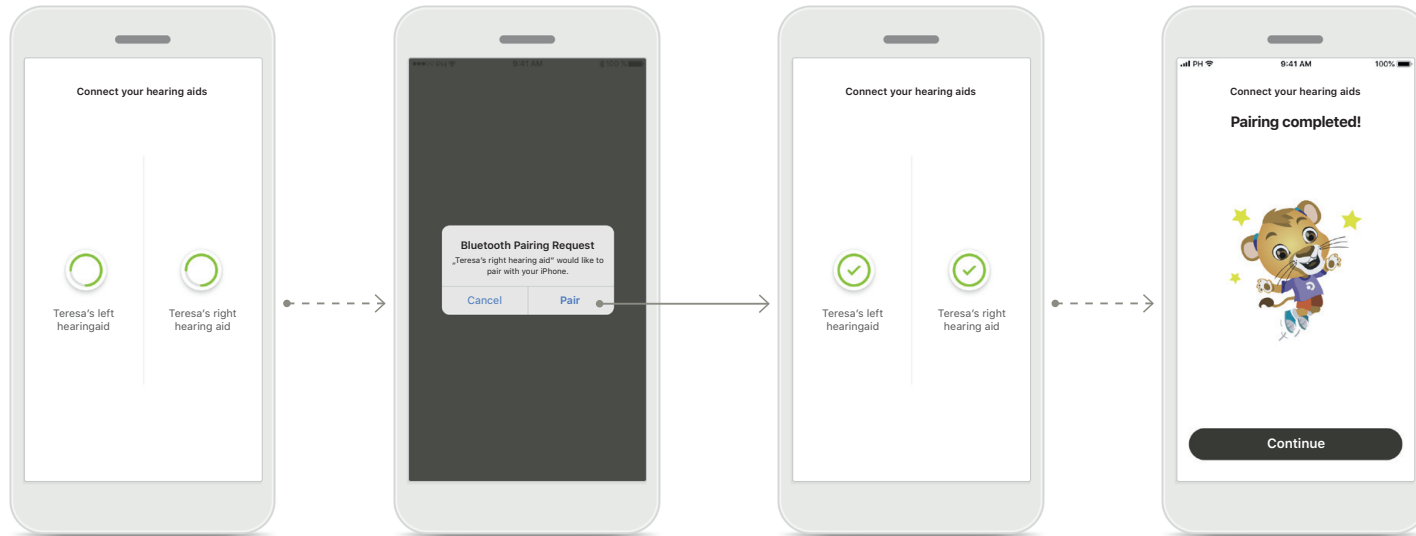 Connect your hearing aids
Teresa's left
hearingaid
Teresa's right
hearing aid
9:41 AM
Bluetooth Pairing Request
„Teresa's right hearing aid“ would like to
pair with your iPhone.
Cancel
Pair
Connect your hearing aids
Teresa's left
hearingaid
Teresa's right
hearing aid
PH
9:41 AM
100%
Connect your hearing aids
Pairing completed!
Continue